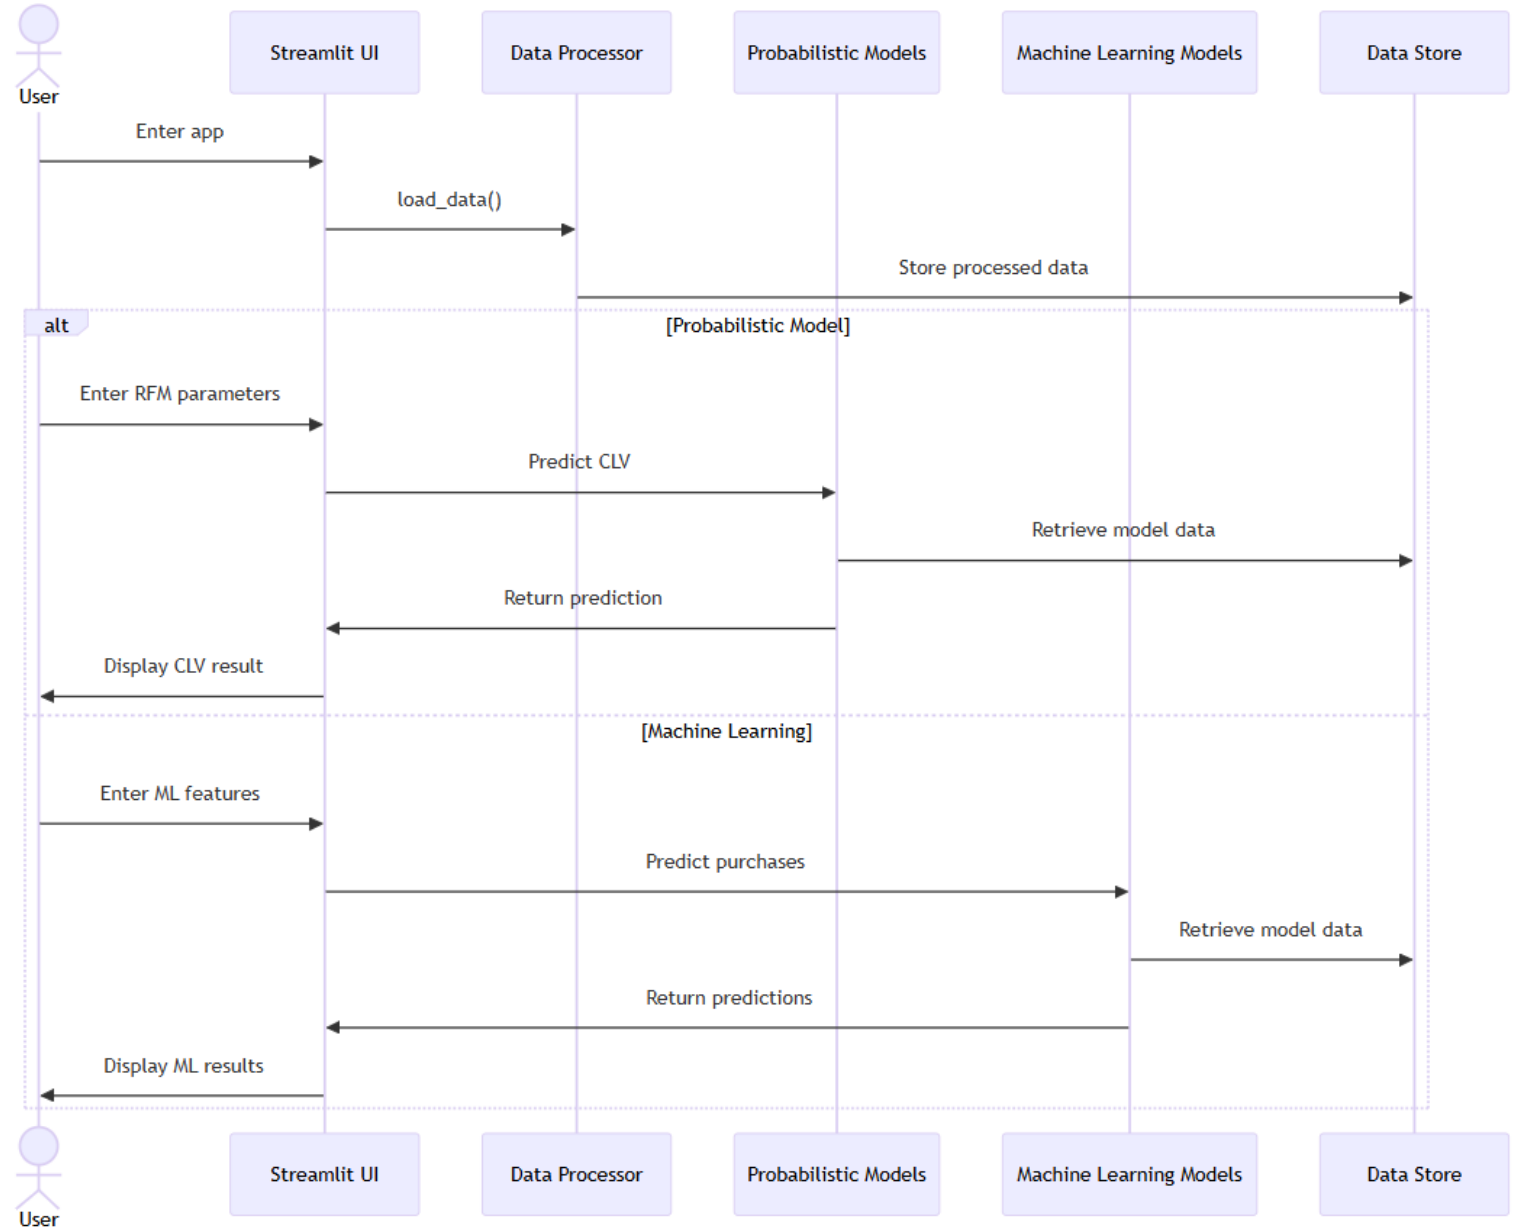 Streamlit UI
Data Processor
Probabilistic Models
Machine Learning Models
Data Store
User
Enter app
load_data()
Store processed data
alt
[Probabilistic Model]
Enter RFM parameters
Predict CLV
Retrieve model data
Return prediction
Display CLV result
[Machine Learning]
Enter ML features
Predict purchases
Retrieve model data
Return predictions
Display ML results
Streamlit UI
Data Processor
Probabilistic Models
Machine Learning Models
Data Store
User